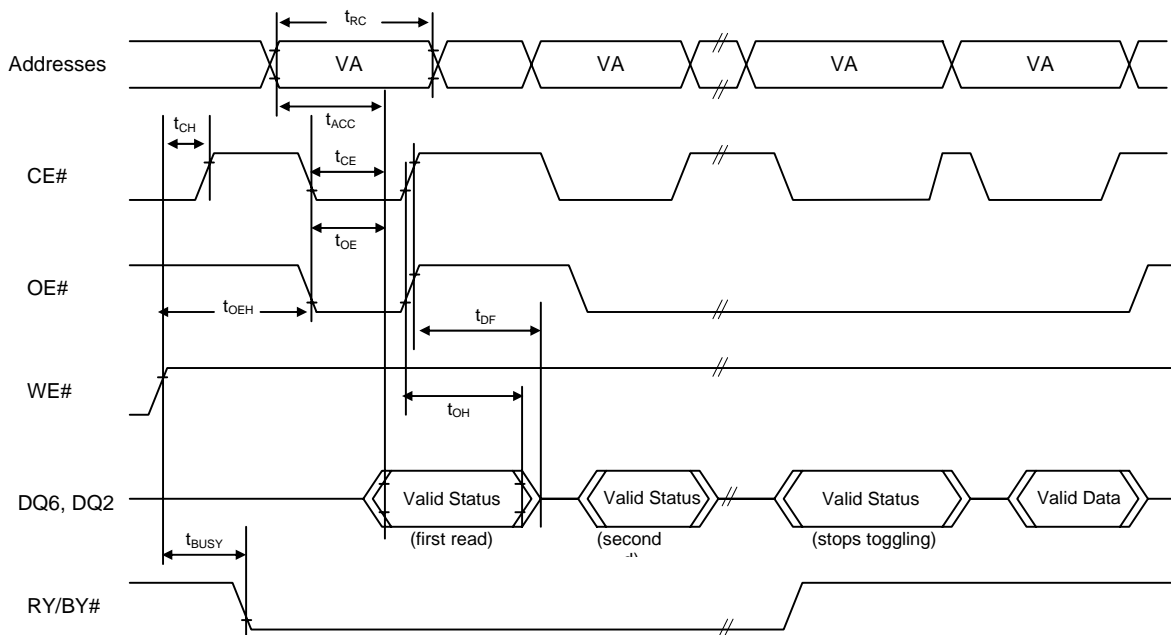 tRC
Addresses VA VA VA VA
tACC
tCH
tCE
CE#
tOE
OE#
tOEH
tDF
WE#
tOH
DQ6, DQ2 Valid Status Valid Status Valid Status Valid Data
(first read) (second (stops toggling)
tBUSY
RY/BY#